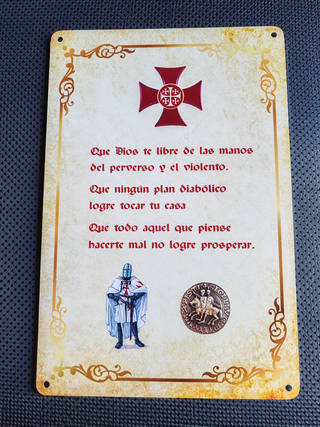 Que Dios te libre de las manos
del perverso y el violento.
Que ningún plan diabólico
logre tocar tu casa
Que todo aquel que piense
hacerte mal no logre prosperar.